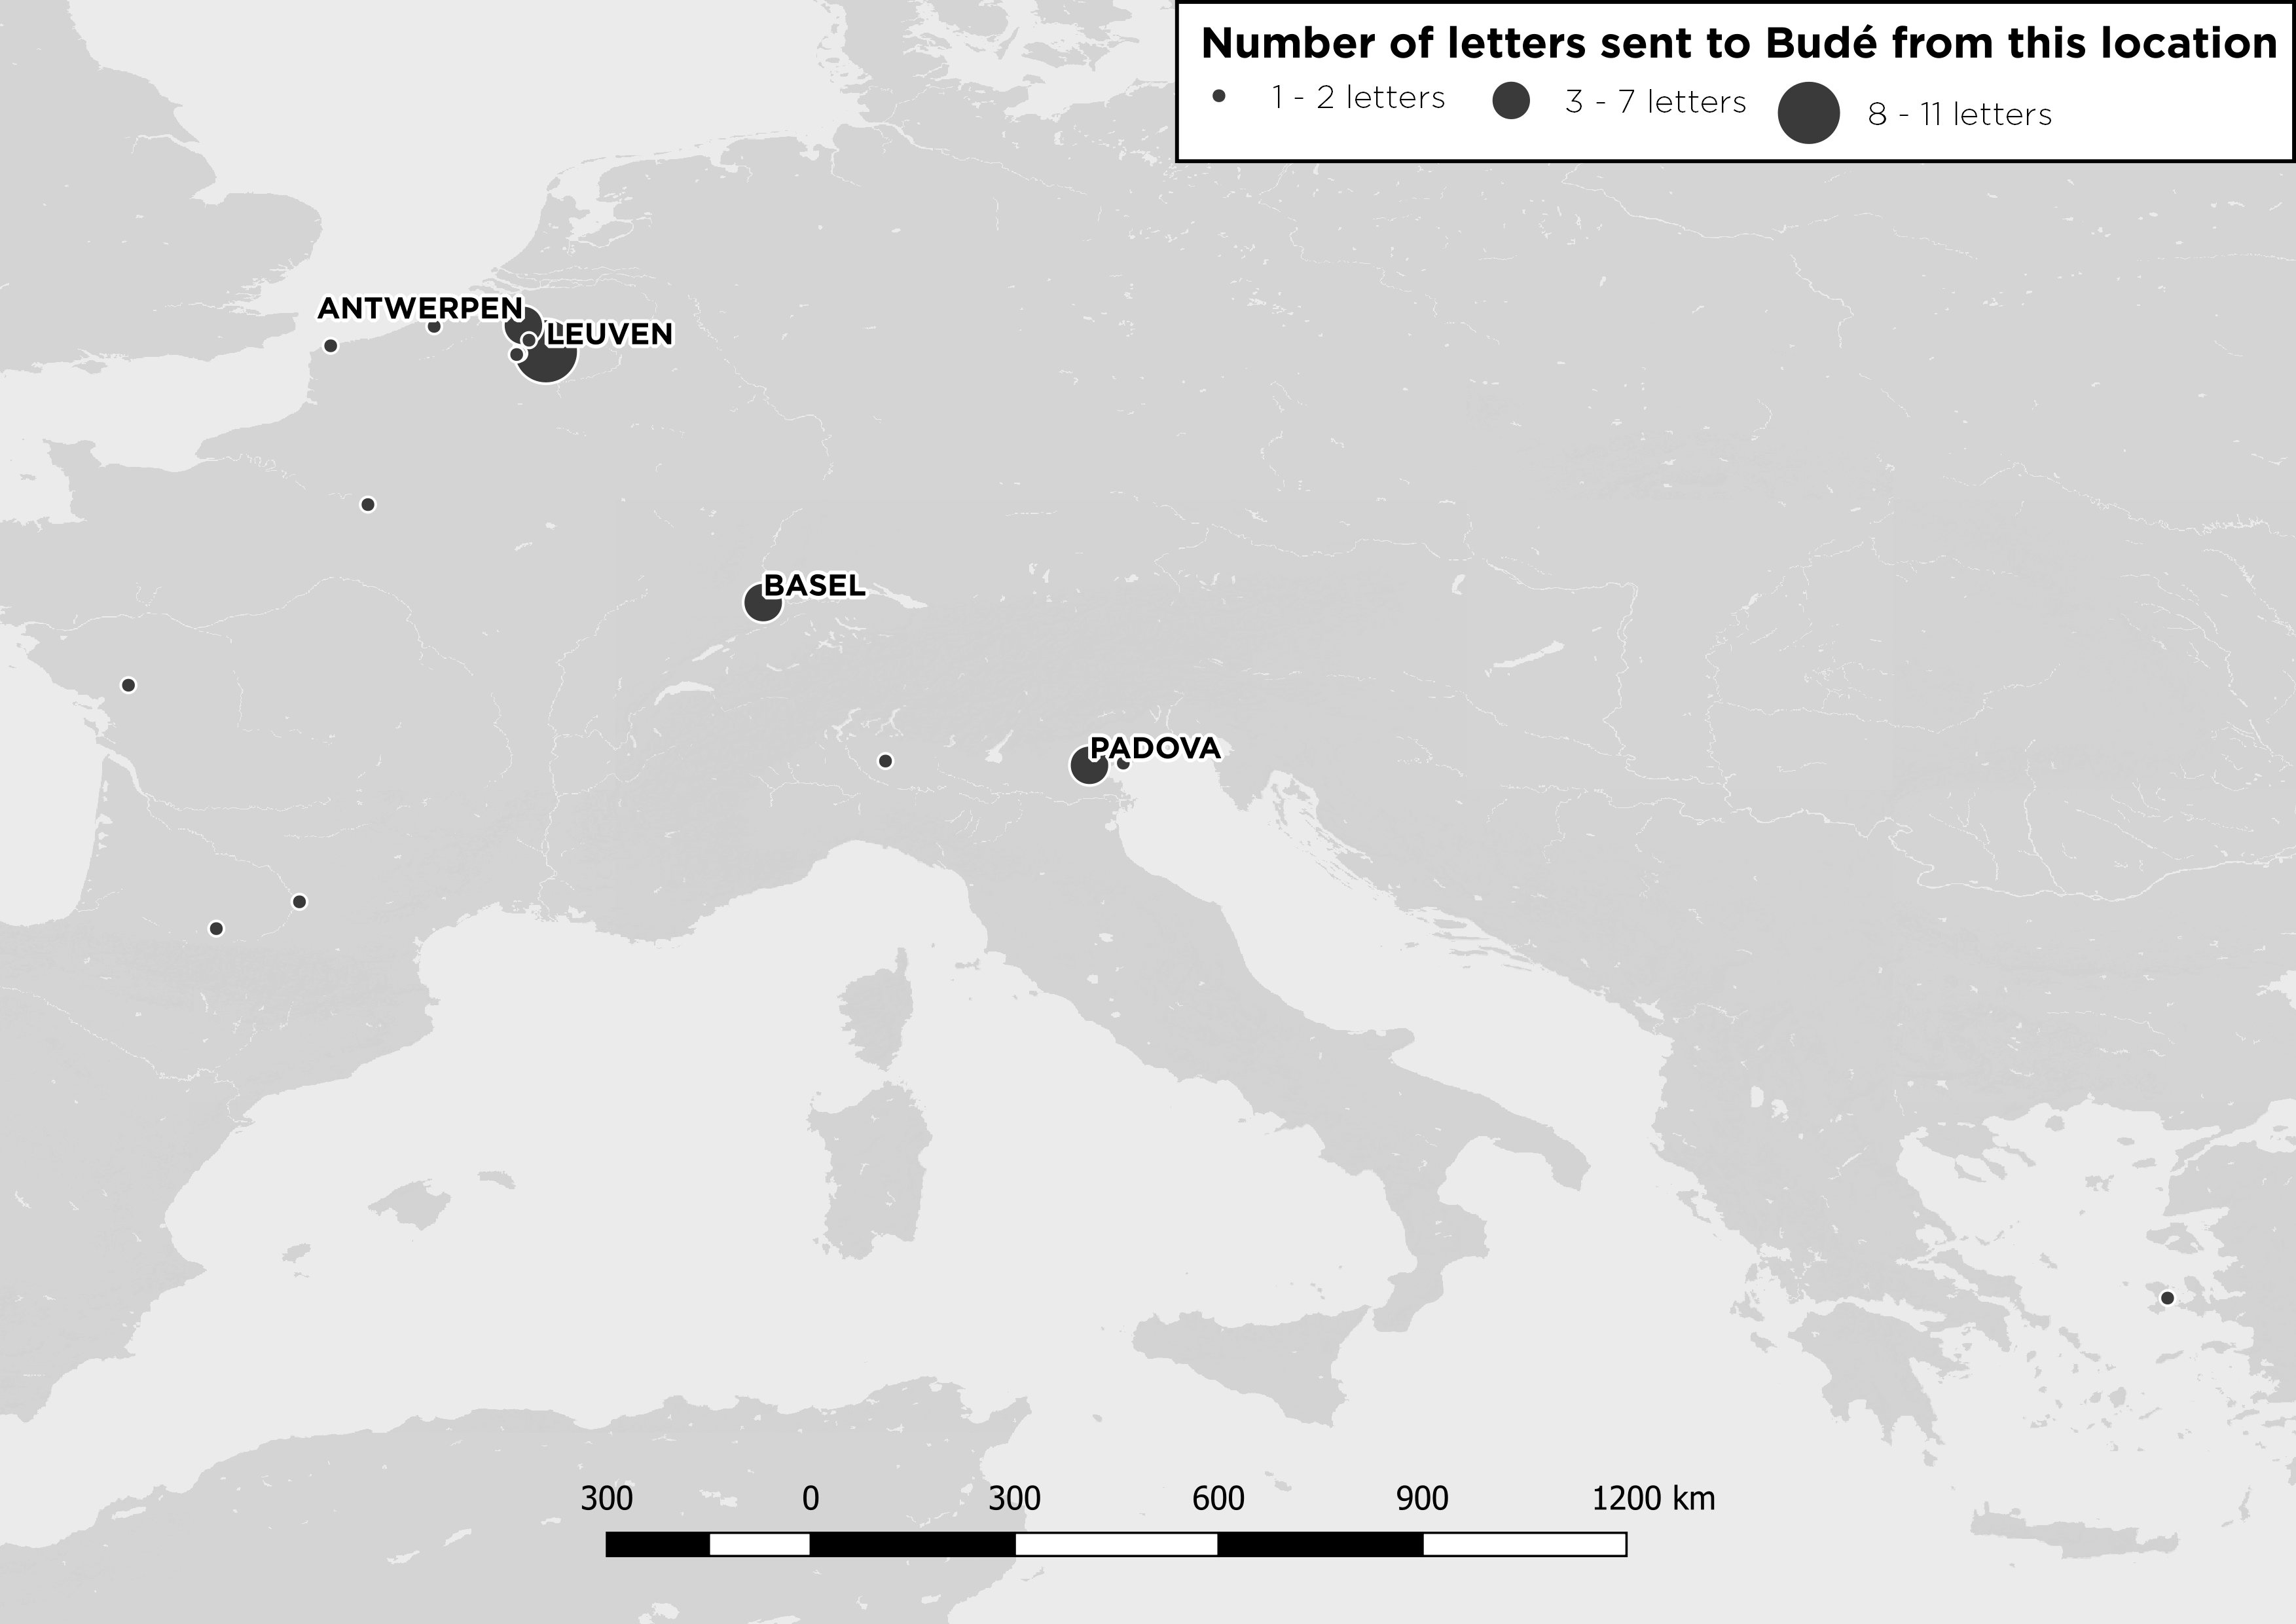 Number of letters sent to Budé from this location
1 - 2 letters 3 - 7 letters 8 - 11 letters
ANTWERPEN
LEUVEN
BASEL
PADOVA
300 0 300 600 900 1200 km